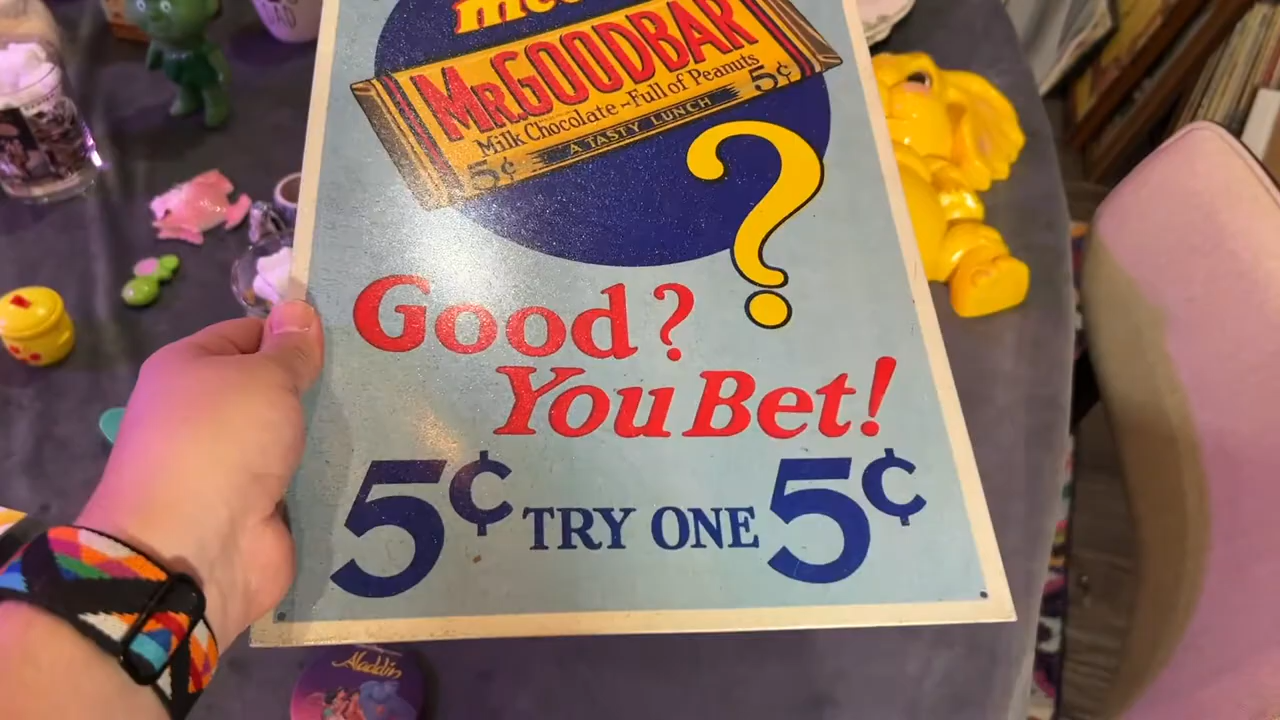 MR.GOODBAR
Milk Chocolate - Full of Peanuts
5¢ A TASTY LUNCH 5¢
?
Good?
You Bet!
5¢ TRY ONE 5¢
Aladdin